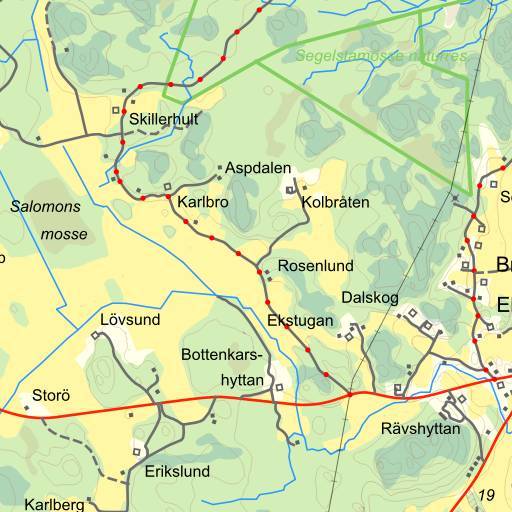 Segelstamosse naturres.
Skillerhult
Aspdalen
Karlbro
Kolbråten
Salomons
mosse
Rosenlund
Dalskog
Lövsund
Ekstugan
Bottenkars-
hyttan
Storö
Rävshyttan
Erikslund
Karlberg
19